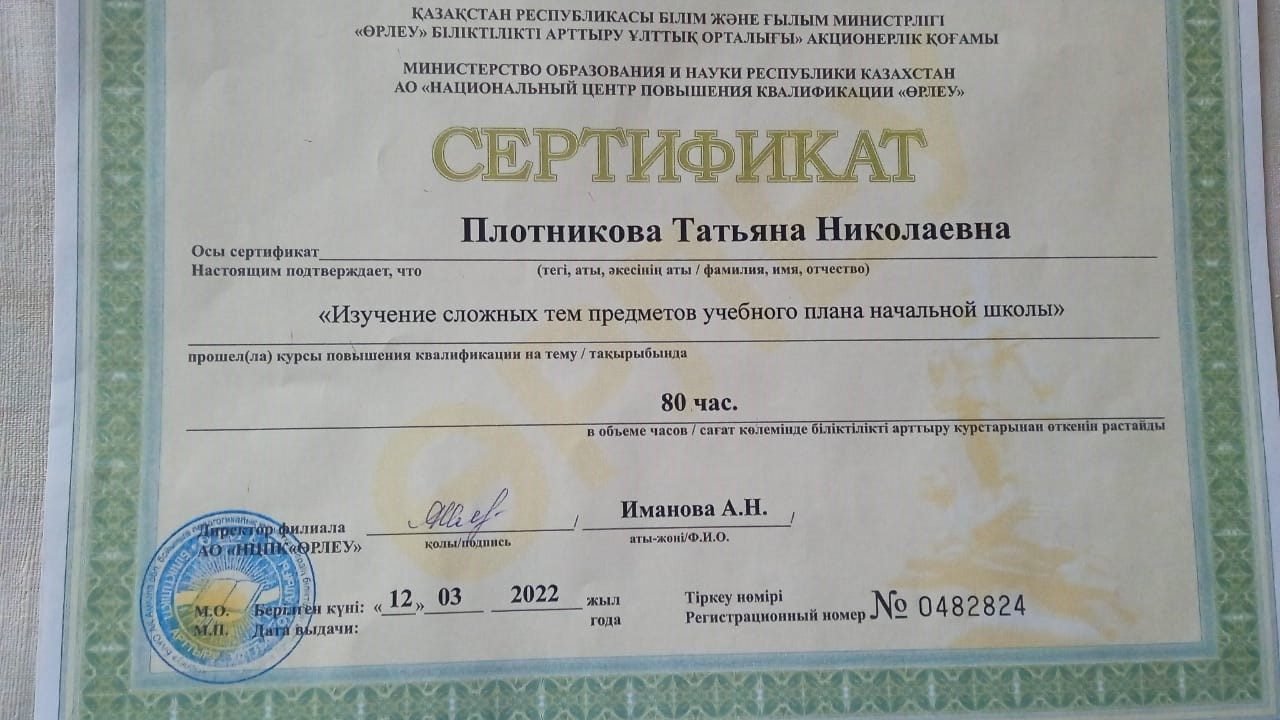 ҚАЗАҚСТАН РЕСПУБЛИКАСЫ БІЛІМ ЖӘНЕ ҒЫЛЫМ МИНИСТРЛІГІ
«ӨРЛЕУ» БІЛІКТІЛІКТІ АРТТЫРУ ҰЛТТЫҚ ОРТАЛЫҒЫ» АКЦИОНЕРЛІК ҚОҒАМЫ
МИНИСТЕРСТВО ОБРАЗОВАНИЯ И НАУКИ РЕСПУБЛИКИ КАЗАХСТАН
АО «НАЦИОНАЛЬНЫЙ ЦЕНТР ПОВЫШЕНИЯ КВАЛИФИКАЦИИ «ӨРЛЕУ»
СЕРТИФИКАТ
Плотникова Татьяна Николаевна
Осы сертификат
Настоящим подтверждает, что (тегі, аты, әкесінің аты / фамилия, имя, отчество)
«Изучение сложных тем предметов учебного плана начальной школы»
прошел(ла) курсы повышения квалификации на тему / тақырыбында
80 час.
в объеме часов / сағат көлемінде біліктілікті арттыру курстарынан өткенін растайды
ӨРЛЕУ
Директор филиала / Иманова А.Н. /
АО «НЦПК«ӨРЛЕУ» қолы/подпись аты-жөні/Ф.И.О.
М.О. Берілген күні: «12» 03 2022 жыл Тіркеу нөмірі
М.П. Дата выдачи: года Регистрационный номер № 0482824